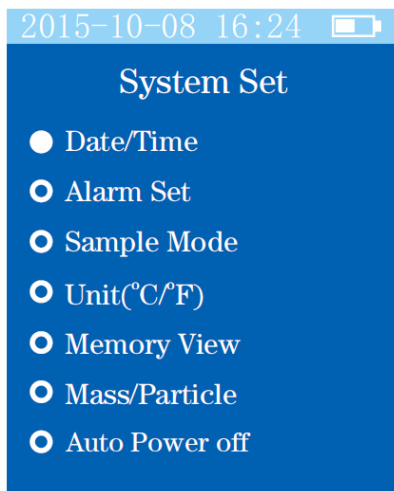 2015-10-08 16:24
System Set
Date/Time
Alarm Set
Sample Mode
Unit(°C/°F)
Memory View
Mass/Particle
Auto Power off